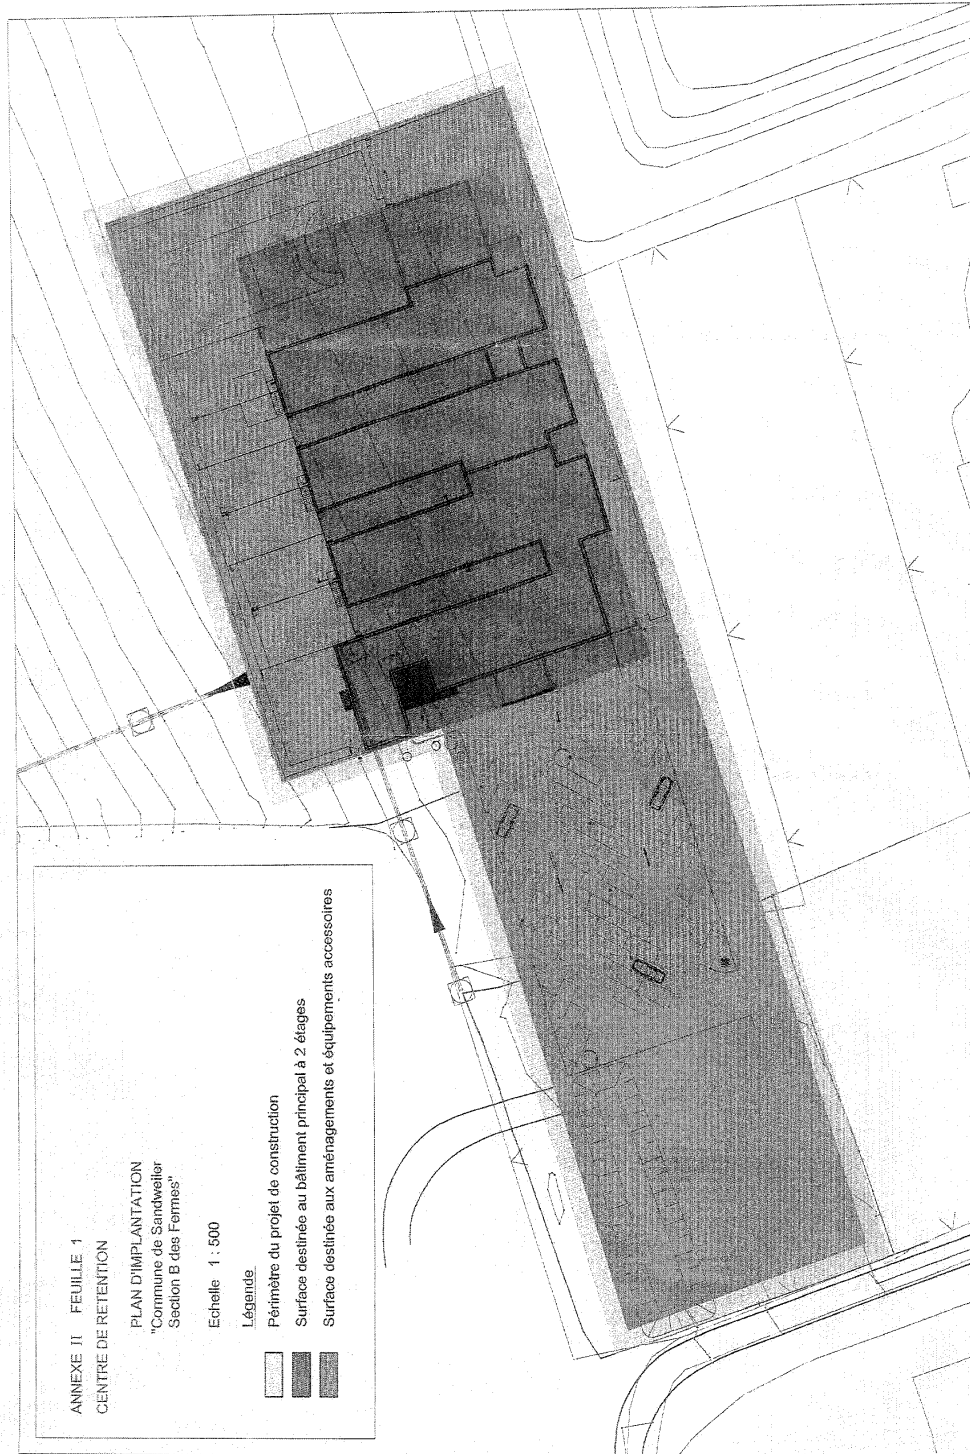 ANNEXE II FEUILLE 1
CENTRE DE RETENTION
PLAN D'IMPLANTATION
"Commune de Sandweiler
Section B des Fermes"
Echelle 1 : 500
Légende
Périmètre du projet de construction
Surface destinée au bâtiment principal à 2 étages
Surface destinée aux aménagements et équipements accessoires